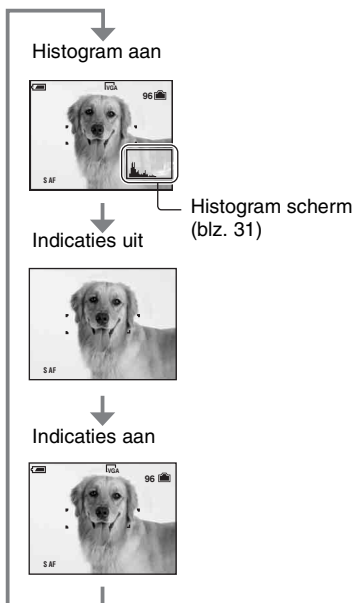 Histogram aan
VGA
96
S AF
Histogram scherm
(blz. 31)
Indicaties uit
S AF
Indicaties aan
VGA
96
S AF